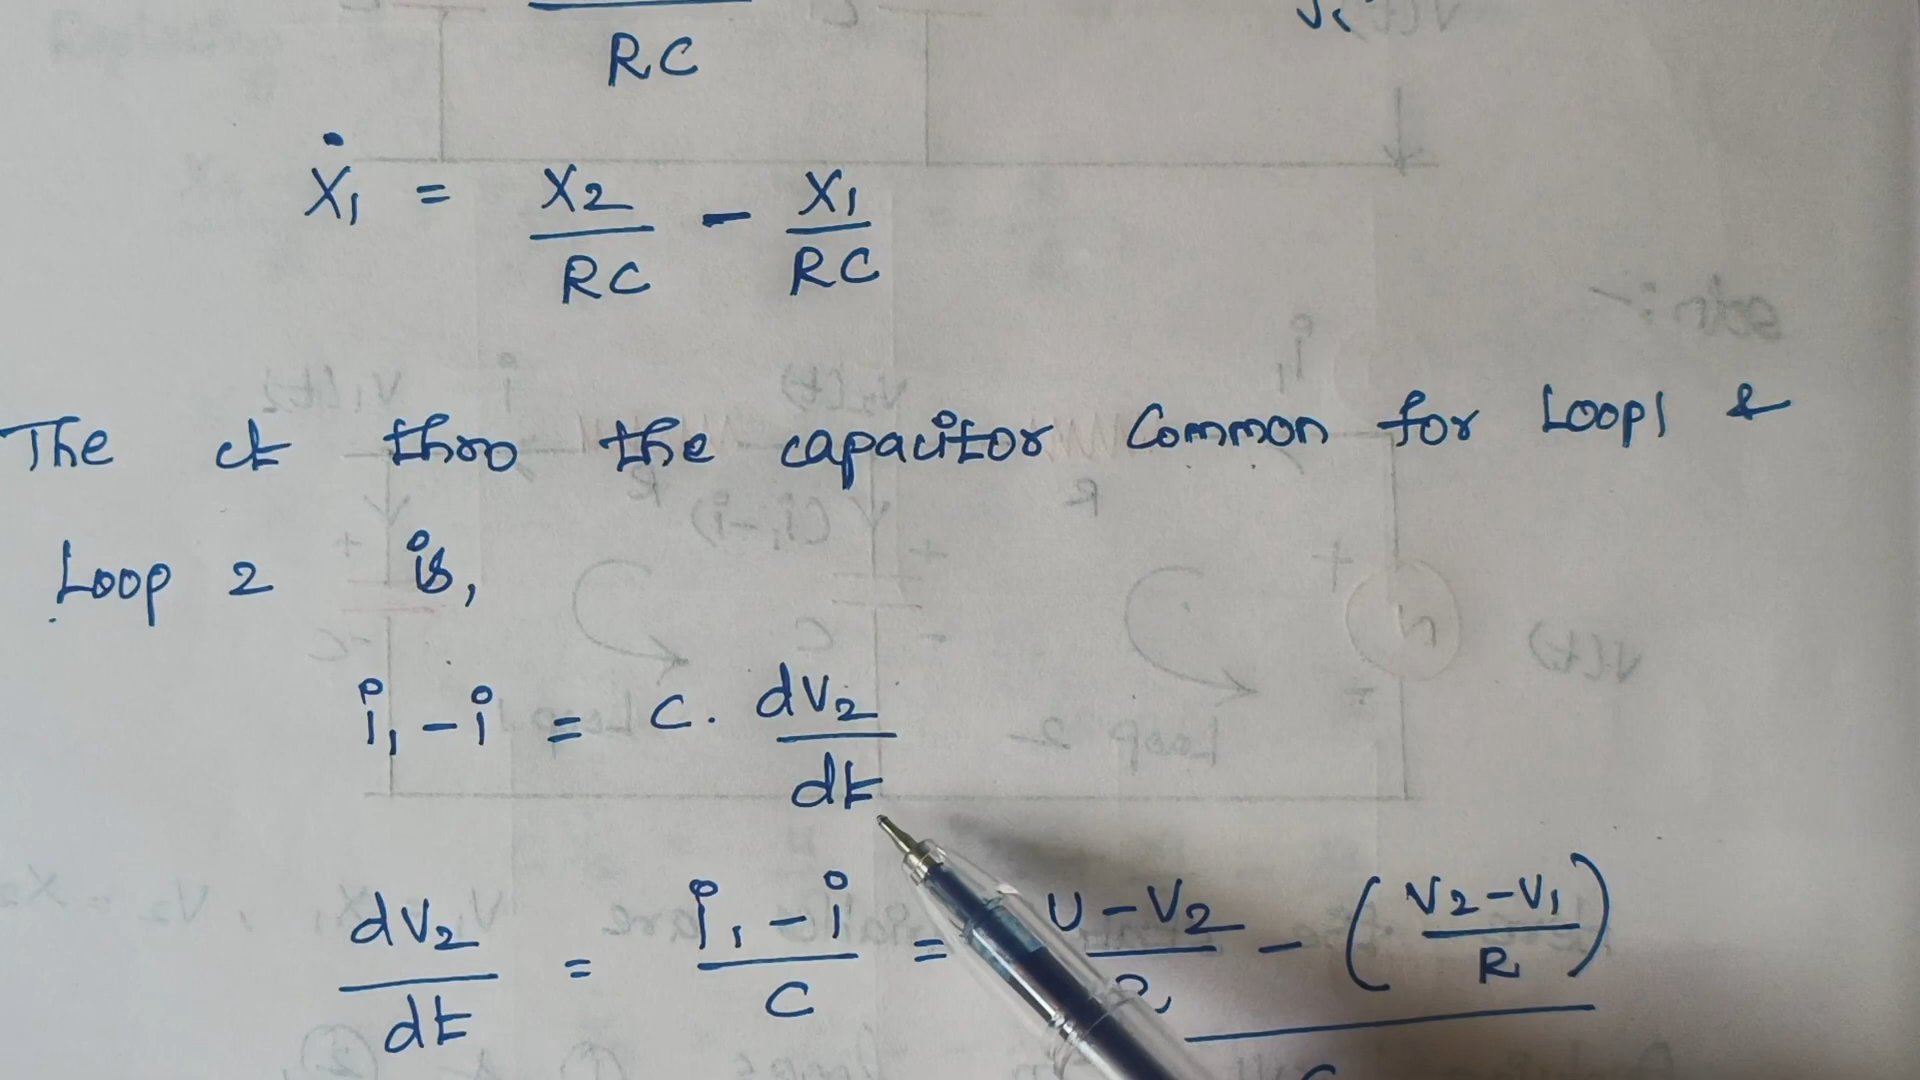 RC
Ẋ₁ = X₂/RC - X₁/RC
The ckt thro the capacitor Common for Loop1 &
Loop 2 is,
i₁ - i = C. dV₂/dt
dV₂/dt = (i₁ - i)/C = (U - V₂)/R - ((V₂ - V₁)/R)
C